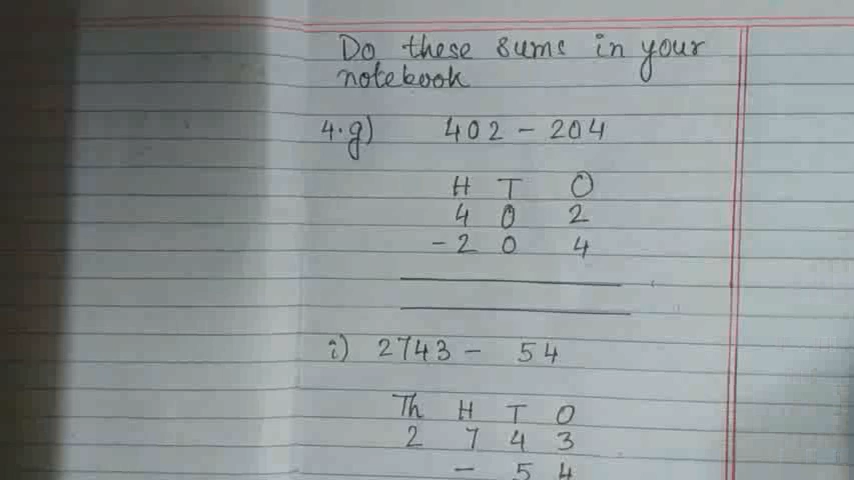 Do these sums in your
notebook
4.g) 402 - 204
H T O
4 0 2
- 2 0 4
i) 2743 - 54
Th H T O
2 7 4 3
- 5 4